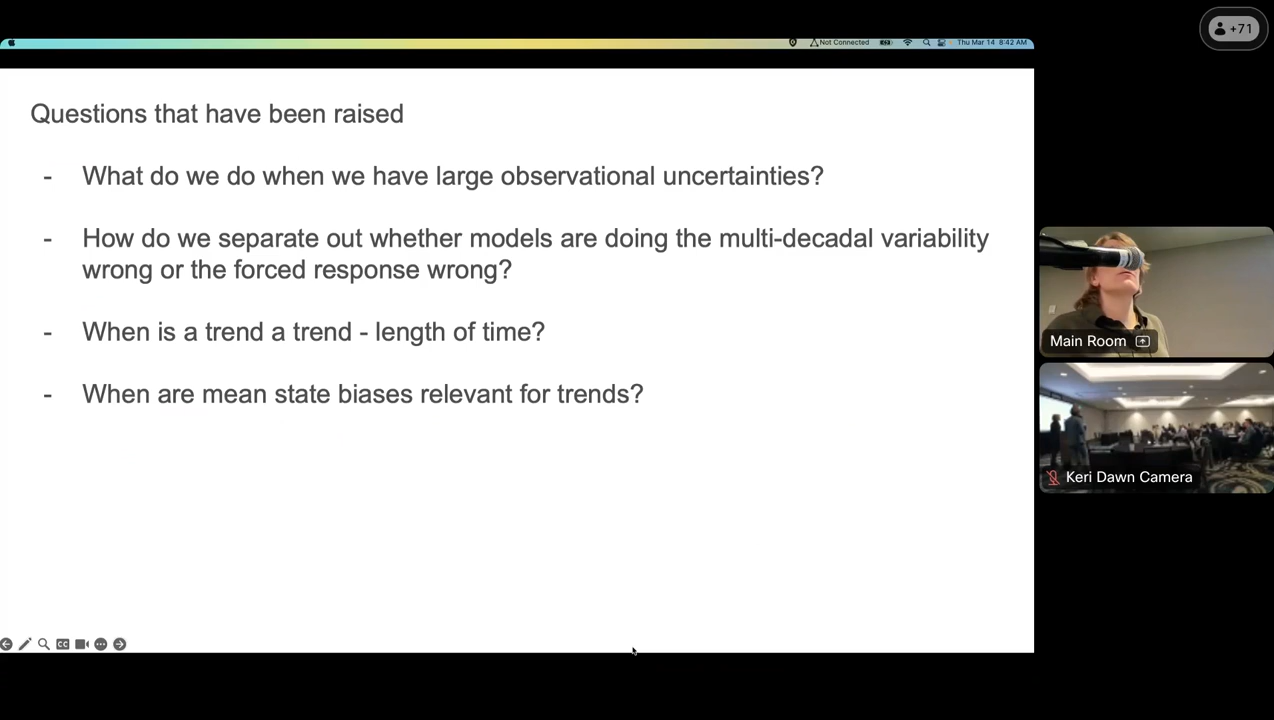 +71
Not Connected
Thu Mar 14 8:42 AM
Questions that have been raised
- What do we do when we have large observational uncertainties?
- How do we separate out whether models are doing the multi-decadal variability
wrong or the forced response wrong?
- When is a trend a trend - length of time?
- When are mean state biases relevant for trends?
Main Room
Keri Dawn Camera
CC